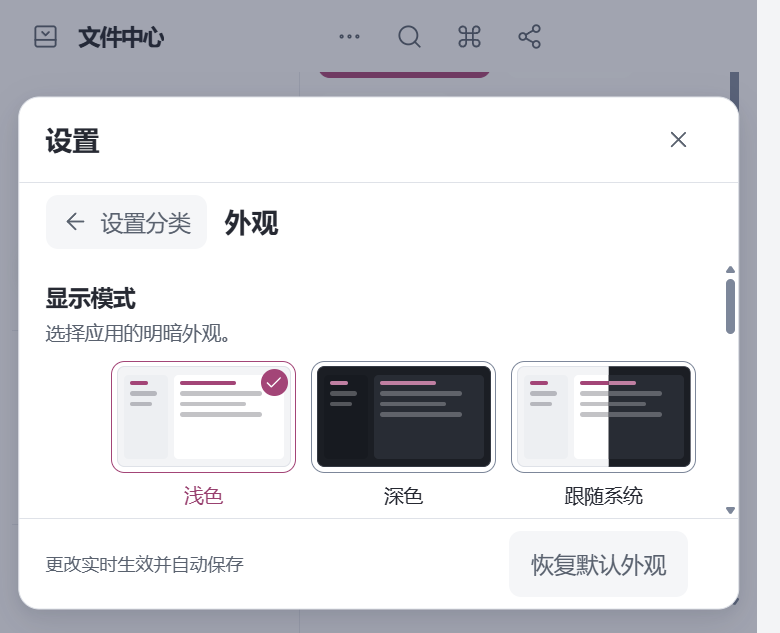 文件中心
设置
设置分类
外观
显示模式
选择应用的明暗外观。
浅色
深色
跟随系统
更改实时生效并自动保存
恢复默认外观